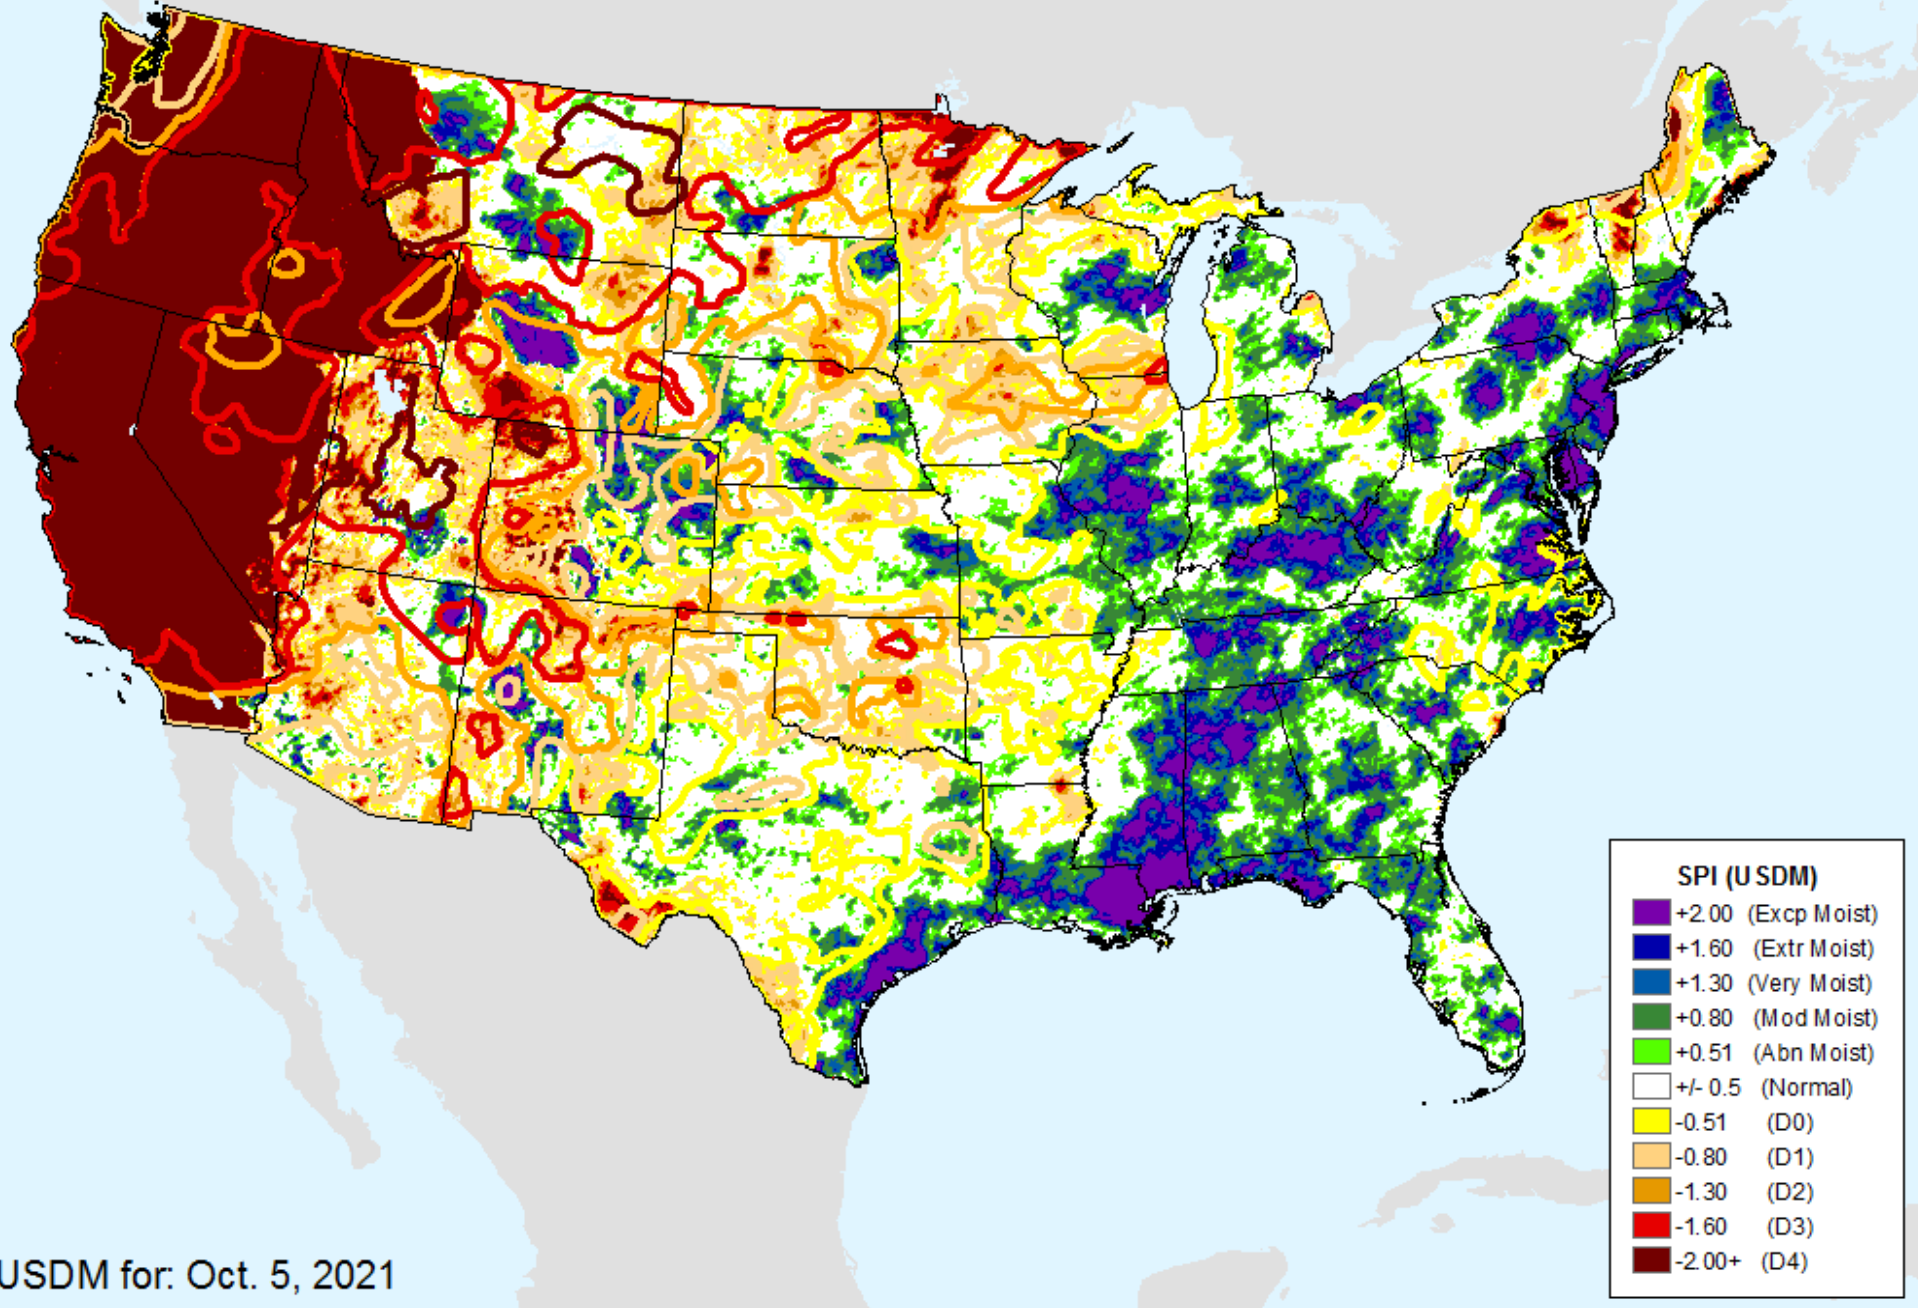 SPI (USDM)
+2.00 (Excp Moist)
+1.60 (Extr Moist)
+1.30 (Very Moist)
+0.80 (Mod Moist)
+0.51 (Abn Moist)
+/- 0.5 (Normal)
-0.51 (D0)
-0.80 (D1)
-1.30 (D2)
-1.60 (D3)
-2.00+ (D4)
USDM for: Oct. 5, 2021